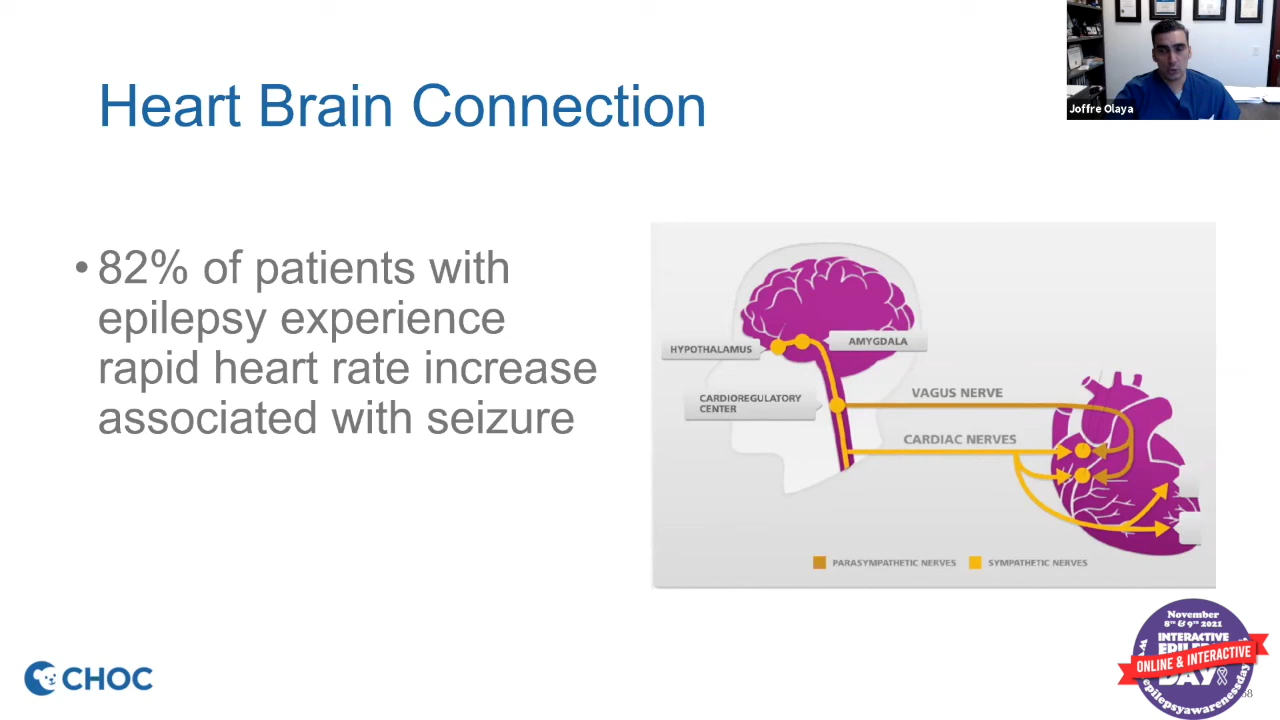 Heart Brain Connection
Joffre Olaya
• 82% of patients with
epilepsy experience
rapid heart rate increase
associated with seizure
HYPOTHALAMUS
AMYGDALA
CARDIOREGULATORY
CENTER
VAGUS NERVE
CARDIAC NERVES
PARASYMPATHETIC NERVES
SYMPATHETIC NERVES
CHOC
November
8TH & 9TH 2021
INTERACTIVE
ONLINE & INTERACTIVE
DAY
epilepsyawarenessday